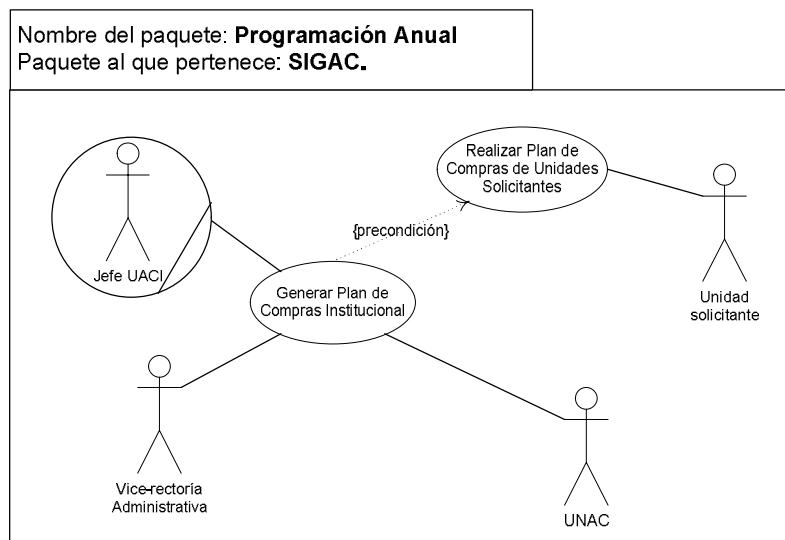 Nombre del paquete: Programación Anual
Paquete al que pertenece: SIGAC.
Realizar Plan de
Compras de Unidades
Solicitantes
{precondición}
Jefe UACI
Generar Plan de
Compras Institucional
Unidad
solicitante
Vice-rectoría
Administrativa
UNAC